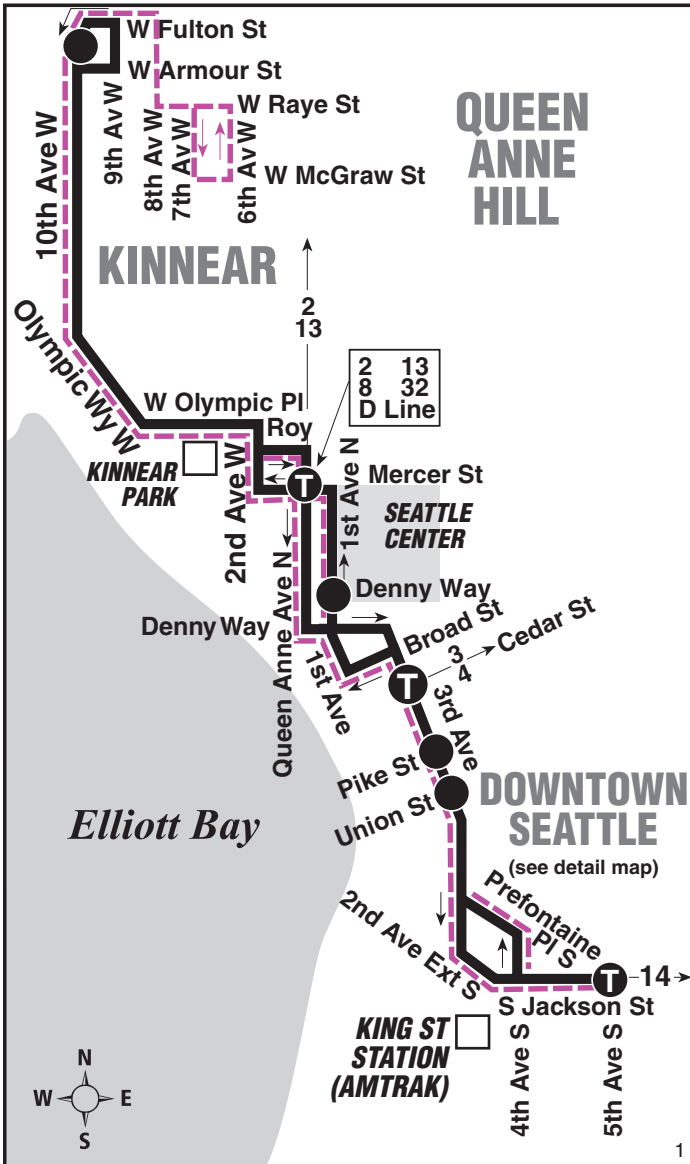 W Fulton St
W Armour St
W Raye St
W McGraw St
10th Ave W
9th Av W
8th Av W
7th Av W
6th Av W
QUEEN
ANNE
HILL
KINNEAR
2
13
2 13
8 32
D Line
Olympic Wy W
W Olympic Pl
Roy
KINNEAR
PARK
2nd Ave W
T
Mercer St
1st Ave N
SEATTLE
CENTER
Denny Way
Denny Way
Queen Anne Ave N
1st Ave
Broad St
3
4
Cedar St
T
3rd Ave
Pike St
Union St
Elliott Bay
DOWNTOWN
SEATTLE
(see detail map)
Prefontaine
Pl S
2nd Ave Ext S
T
14
S Jackson St
KING ST
STATION
(AMTRAK)
4th Ave S
5th Ave S
N
W E
S
1